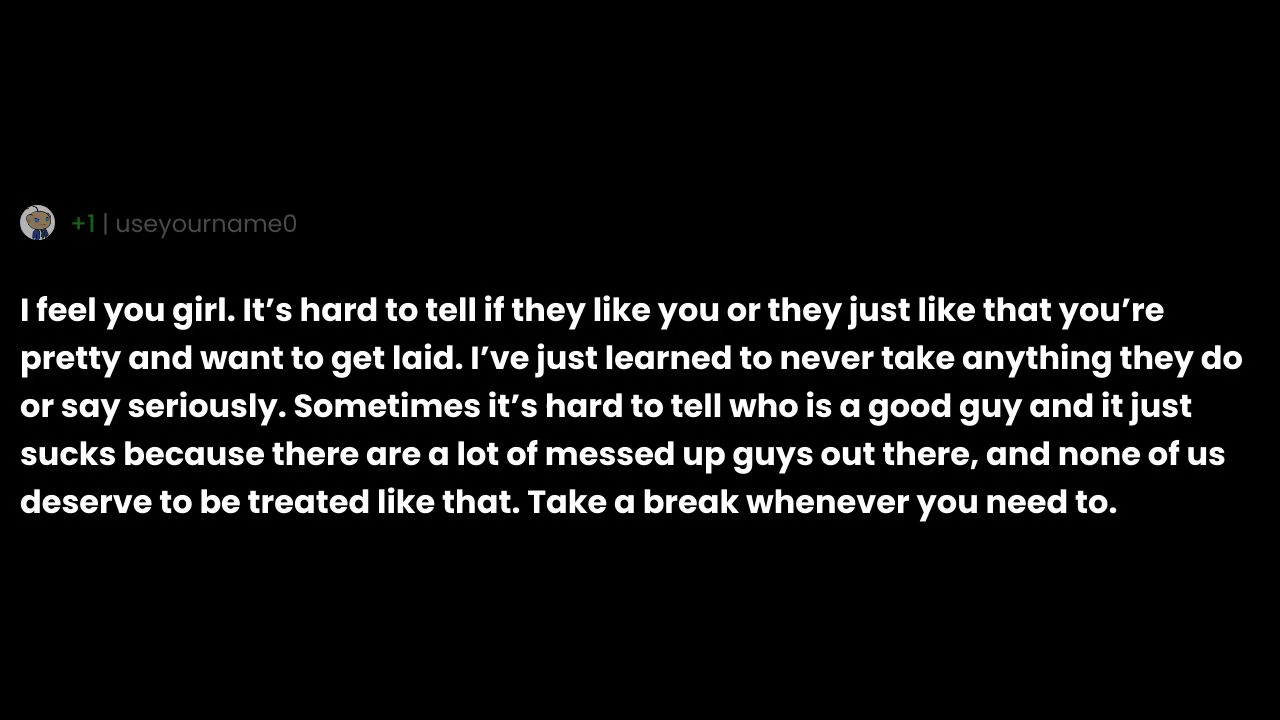 +1 | useyourname0
I feel you girl. It’s hard to tell if they like you or they just like that you’re
pretty and want to get laid. I’ve just learned to never take anything they do
or say seriously. Sometimes it’s hard to tell who is a good guy and it just
sucks because there are a lot of messed up guys out there, and none of us
deserve to be treated like that. Take a break whenever you need to.